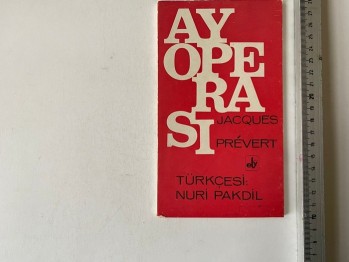 AY
OPE
RA
SI
JACQUES
PRÉVERT
TÜRKÇESİ:
NURİ PAKDİL